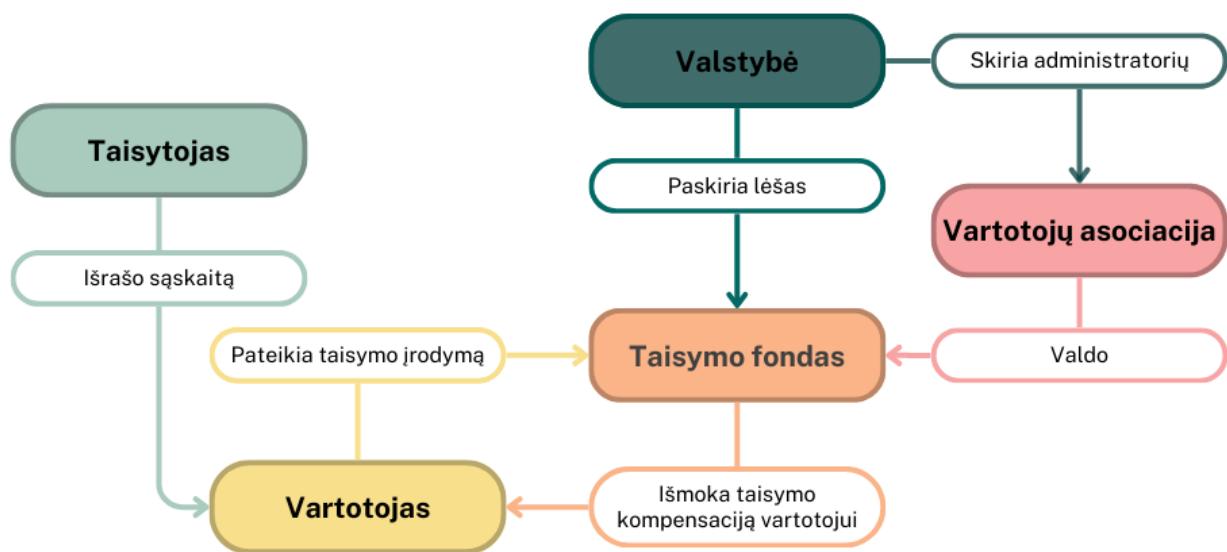 Valstybė
Skiria administratorių
Taisytojas
Paskiria lėšas
Vartotojų asociacija
Išrašo sąskaitą
Pateikia taisymo įrodymą
Taisymo fondas
Valdo
Vartotojas
Išmoka taisymo
kompensaciją vartotojui